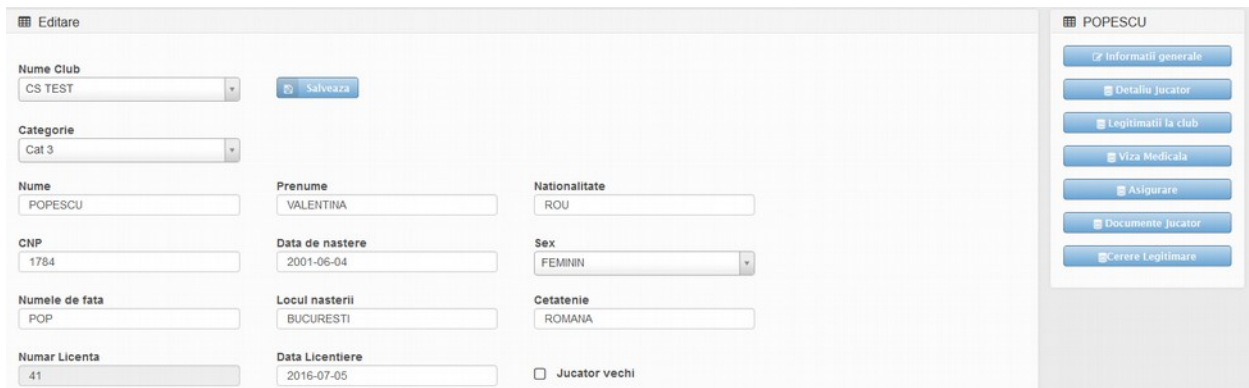 Editare
Nume Club
CS TEST
Salveaza
Categorie
Cat 3
Nume Prenume Nationalitate
POPESCU VALENTINA ROU
CNP Data de nastere Sex
1784 2001-06-04 FEMININ
Numele de fata Locul nasterii Cetatenie
POP BUCURESTI ROMANA
Numar Licenta Data Licentiere
41 2016-07-05 Jucator vechi
POPESCU
Informatii generale
Detaliu Jucator
Legitimatii la club
Viza Medicala
Asigurare
Documente Jucator
Cerere Legitimare